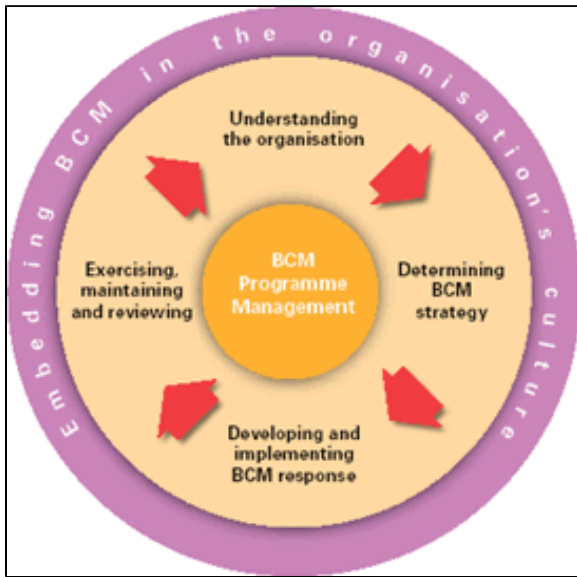 Embedding BCM in the organisation's culture
Understanding
the organisation
BCM
Programme
Management
Exercising,
maintaining
and reviewing
Determining
BCM
strategy
Developing and
implementing
BCM response